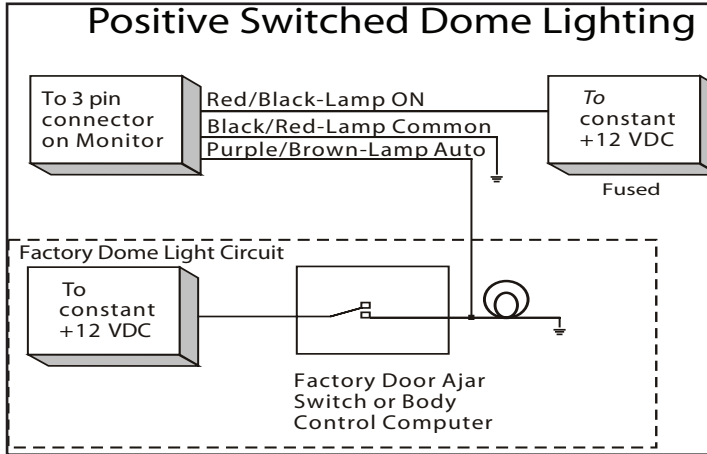 Positive Switched Dome Lighting
To 3 pin
connector
on Monitor
Red/Black-Lamp ON
Black/Red-Lamp Common
Purple/Brown-Lamp Auto
To
constant
+12 VDC
Fused
Factory Dome Light Circuit
To
constant
+12 VDC
Factory Door Ajar
Switch or Body
Control Computer